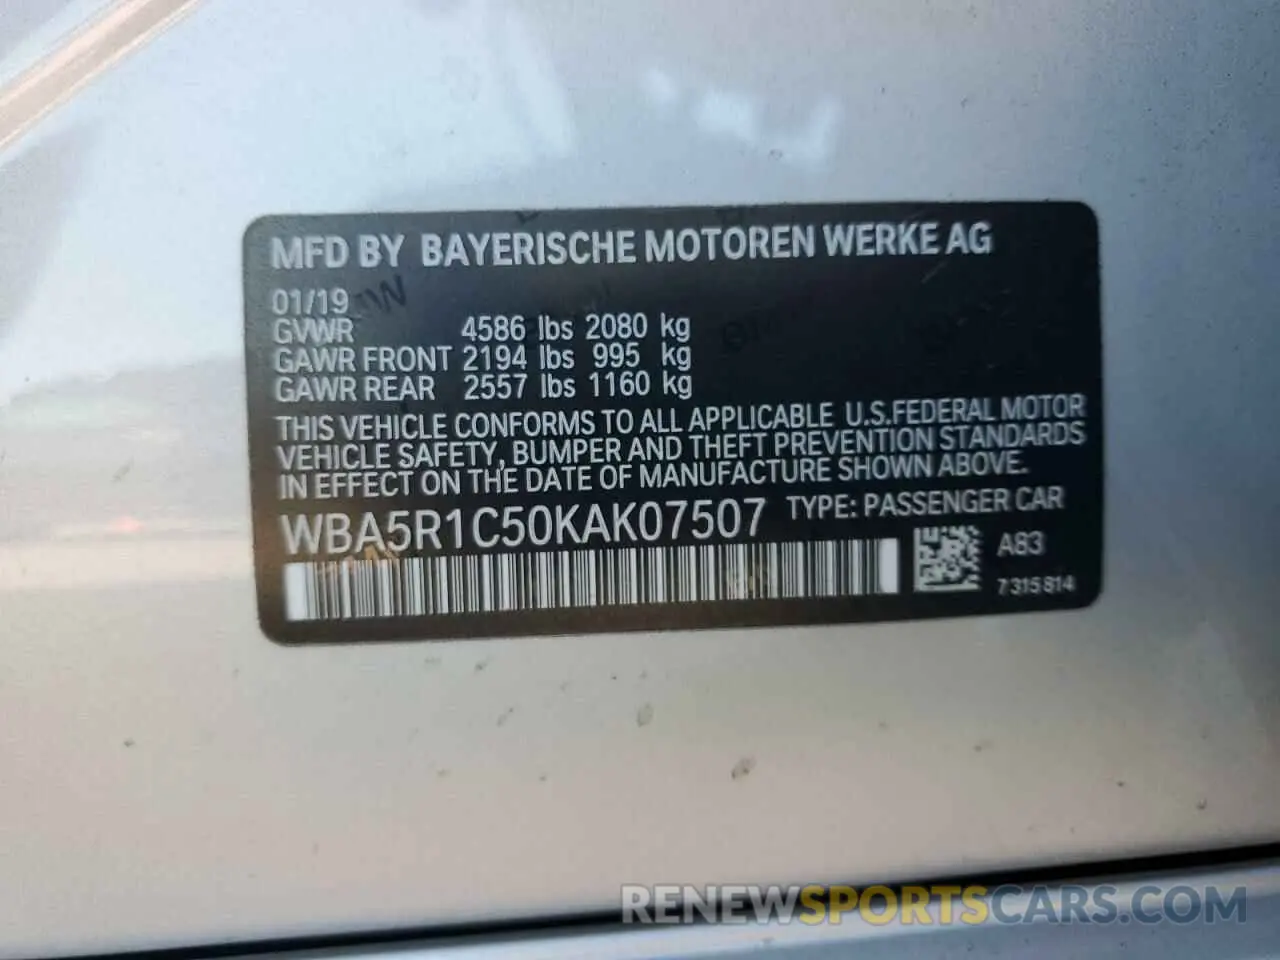 MFD BY BAYERISCHE MOTOREN WERKE AG
01/19
GVWR 4586 lbs 2080 kg
GAWR FRONT 2194 lbs 995 kg
GAWR REAR 2557 lbs 1160 kg
THIS VEHICLE CONFORMS TO ALL APPLICABLE U.S.FEDERAL MOTOR
VEHICLE SAFETY, BUMPER AND THEFT PREVENTION STANDARDS
IN EFFECT ON THE DATE OF MANUFACTURE SHOWN ABOVE.
WBA5R1C50KAK07507 TYPE: PASSENGER CAR
A83
7315814
RENEWSPORTSCARS.COM